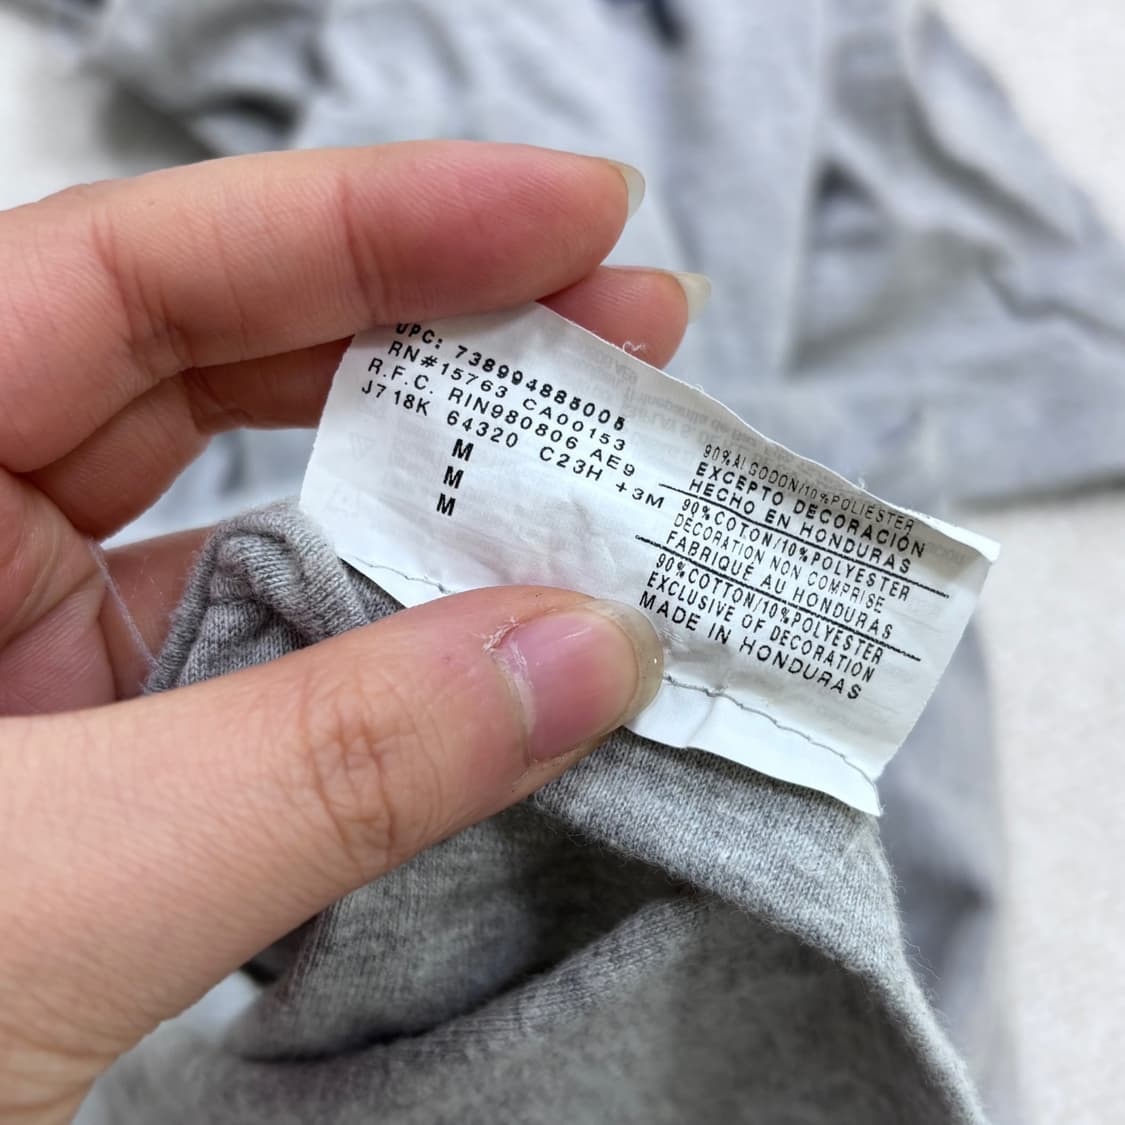 UPC: 738994885005
RN#15763 CA00153
R.F.C. RIN980806 AE9
J718K 64320 C23H +3M
M
M
M
90%ALGODON/10%POLIESTER
EXCEPTO DECORACIÓN
HECHO EN HONDURAS
90%COTON/10%POLYESTER
DECORATION NON COMPRISE
FABRIQUÉ AU HONDURAS
90%COTTON/10%POLYESTER
EXCLUSIVE OF DECORATION
MADE IN HONDURAS